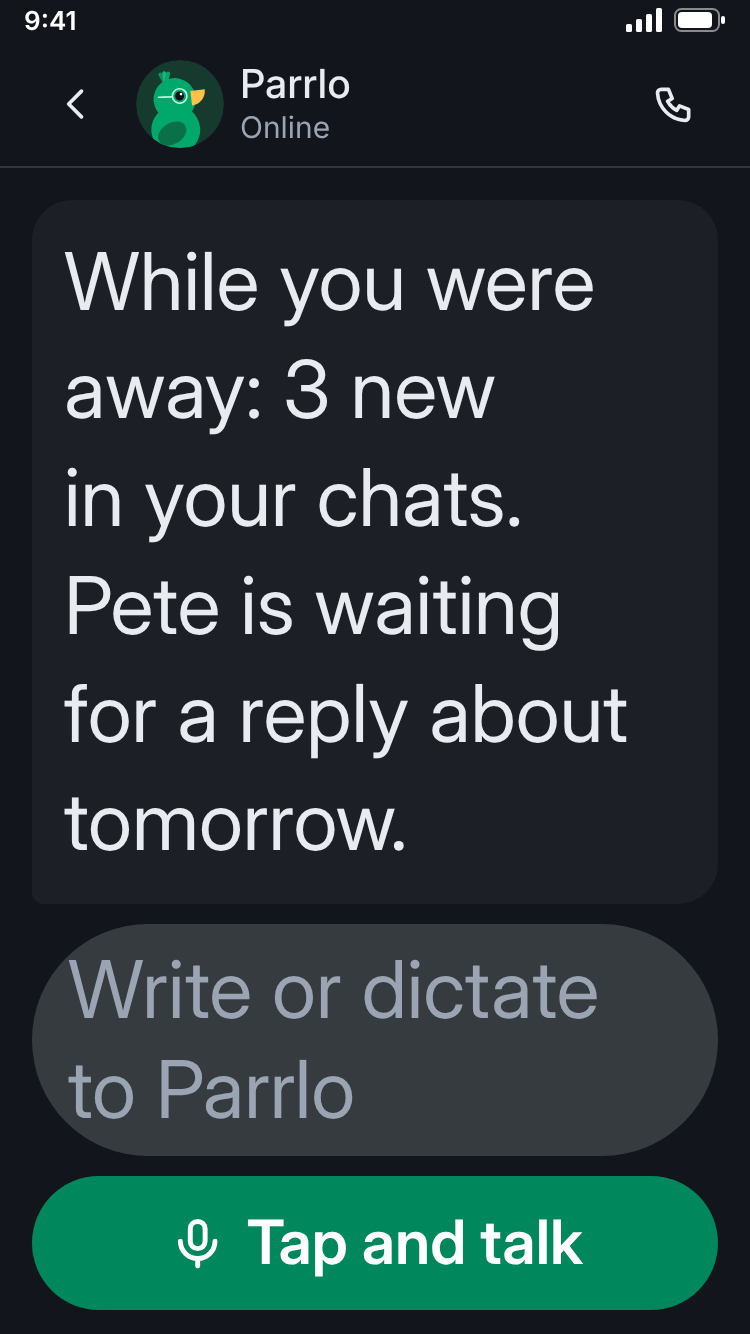 9:41
Parrlo
Online
While you were
away: 3 new
in your chats.
Pete is waiting
for a reply about
tomorrow.
Write or dictate
to Parrlo
Tap and talk